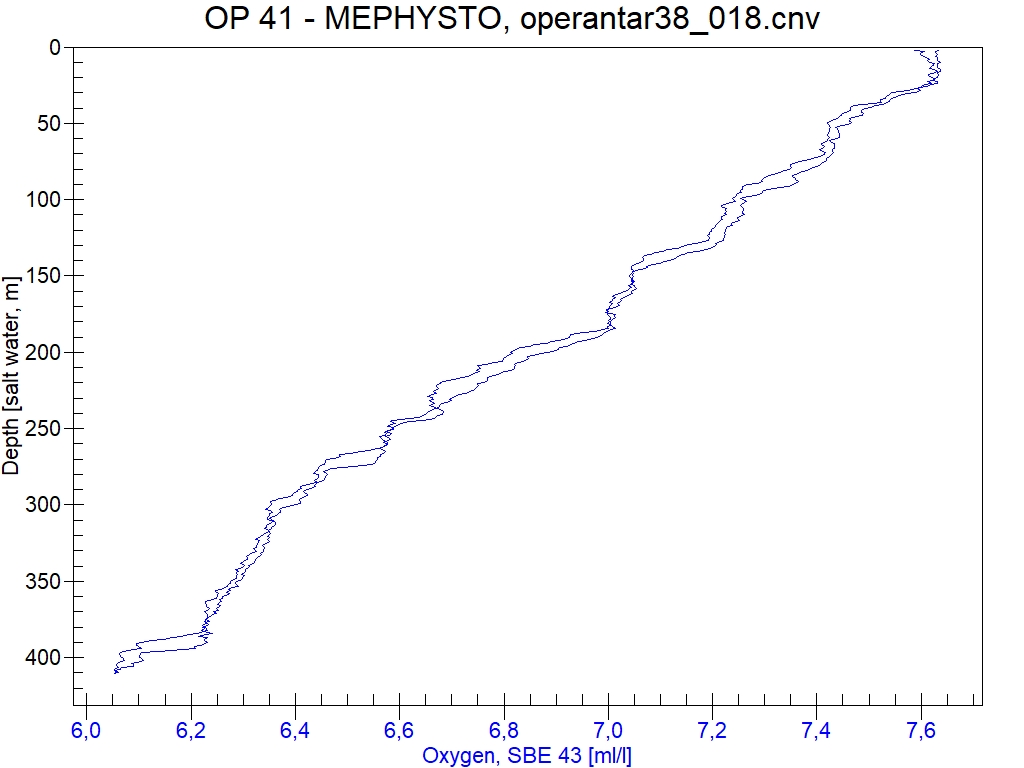 OP 41 - MEPHYSTO, operantar38_018.cnv
0
50
100
150
200
250
300
350
400
Depth [salt water, m]
6,0 6,2 6,4 6,6 6,8 7,0 7,2 7,4 7,6
Oxygen, SBE 43 [ml/l]